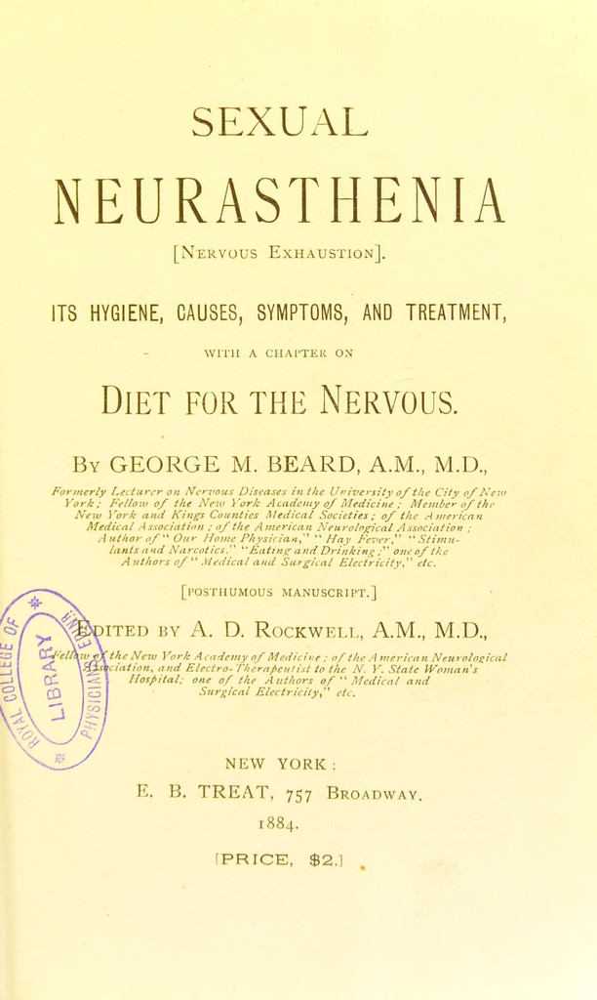 SEXUAL
NEURASTHENIA
[NERVOUS EXHAUSTION].
ITS HYGIENE, CAUSES, SYMPTOMS, AND TREATMENT,
WITH A CHAPTER ON
DIET FOR THE NERVOUS.
BY GEORGE M. BEARD, A.M., M.D.,
Formerly Lecturer on Nervous Diseases in the University of the City of New
York; Fellow of the New York Academy of Medicine; Member of the
New York and Kings Counties Medical Societies; of the American
Medical Association; of the American Neurological Association;
Author of "Our Home Physician," "Hay Fever," "Stimu-
lants and Narcotics." "Eating and Drinking;" one of the
Authors of "Medical and Surgical Electricity," etc.
[POSTHUMOUS MANUSCRIPT.]
EDITED BY A. D. ROCKWELL, A.M., M.D.,
Fellow of the New York Academy of Medicine; of the American Neurological
Association, and Electro-Therapeutist to the N. Y. State Woman's
Hospital; one of the Authors of "Medical and
Surgical Electricity," etc.
ROYAL COLLEGE OF
PHYSICIANS EDINR.
LIBRARY
NEW YORK:
E. B. TREAT, 757 BROADWAY.
1884.
[PRICE, $2.]